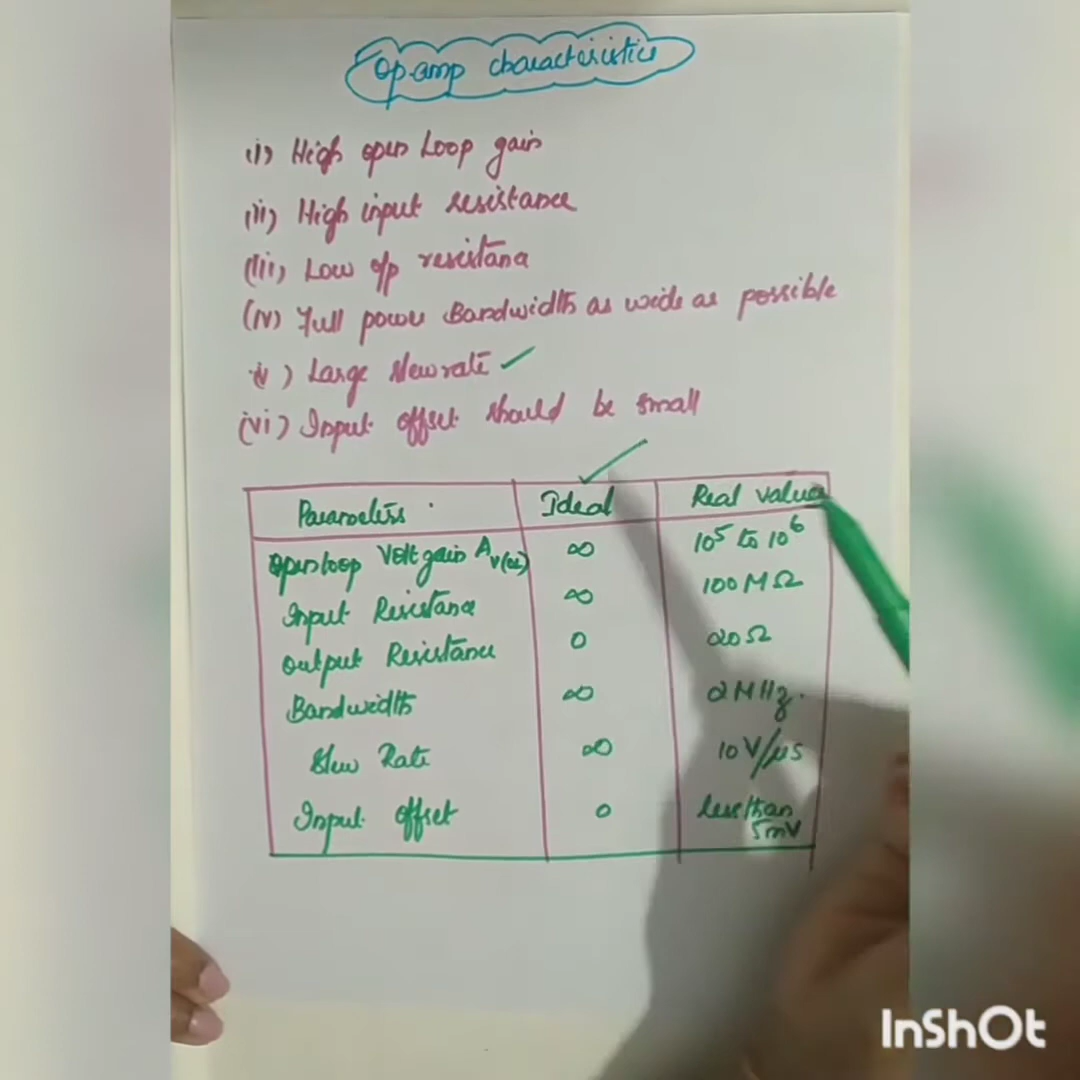 Op-amp characteristics
(i) High open Loop gain
(ii) High input resistance
(iii) Low o/p resistance
(iv) Full power Bandwidth as wide as possible
(v) Large Slew rate ✓
(vi) Input offset should be small
Parameters Ideal Real values
Open loop Volt gain Av(OL) ∞ 10⁵ to 10⁶
Input Resistance ∞ 100 MΩ
Output Resistance 0 20Ω
Bandwidth ∞ 2 MHz.
Slew Rate ∞ 10 V/μs
Input offset 0 less than 5mV
InShOt